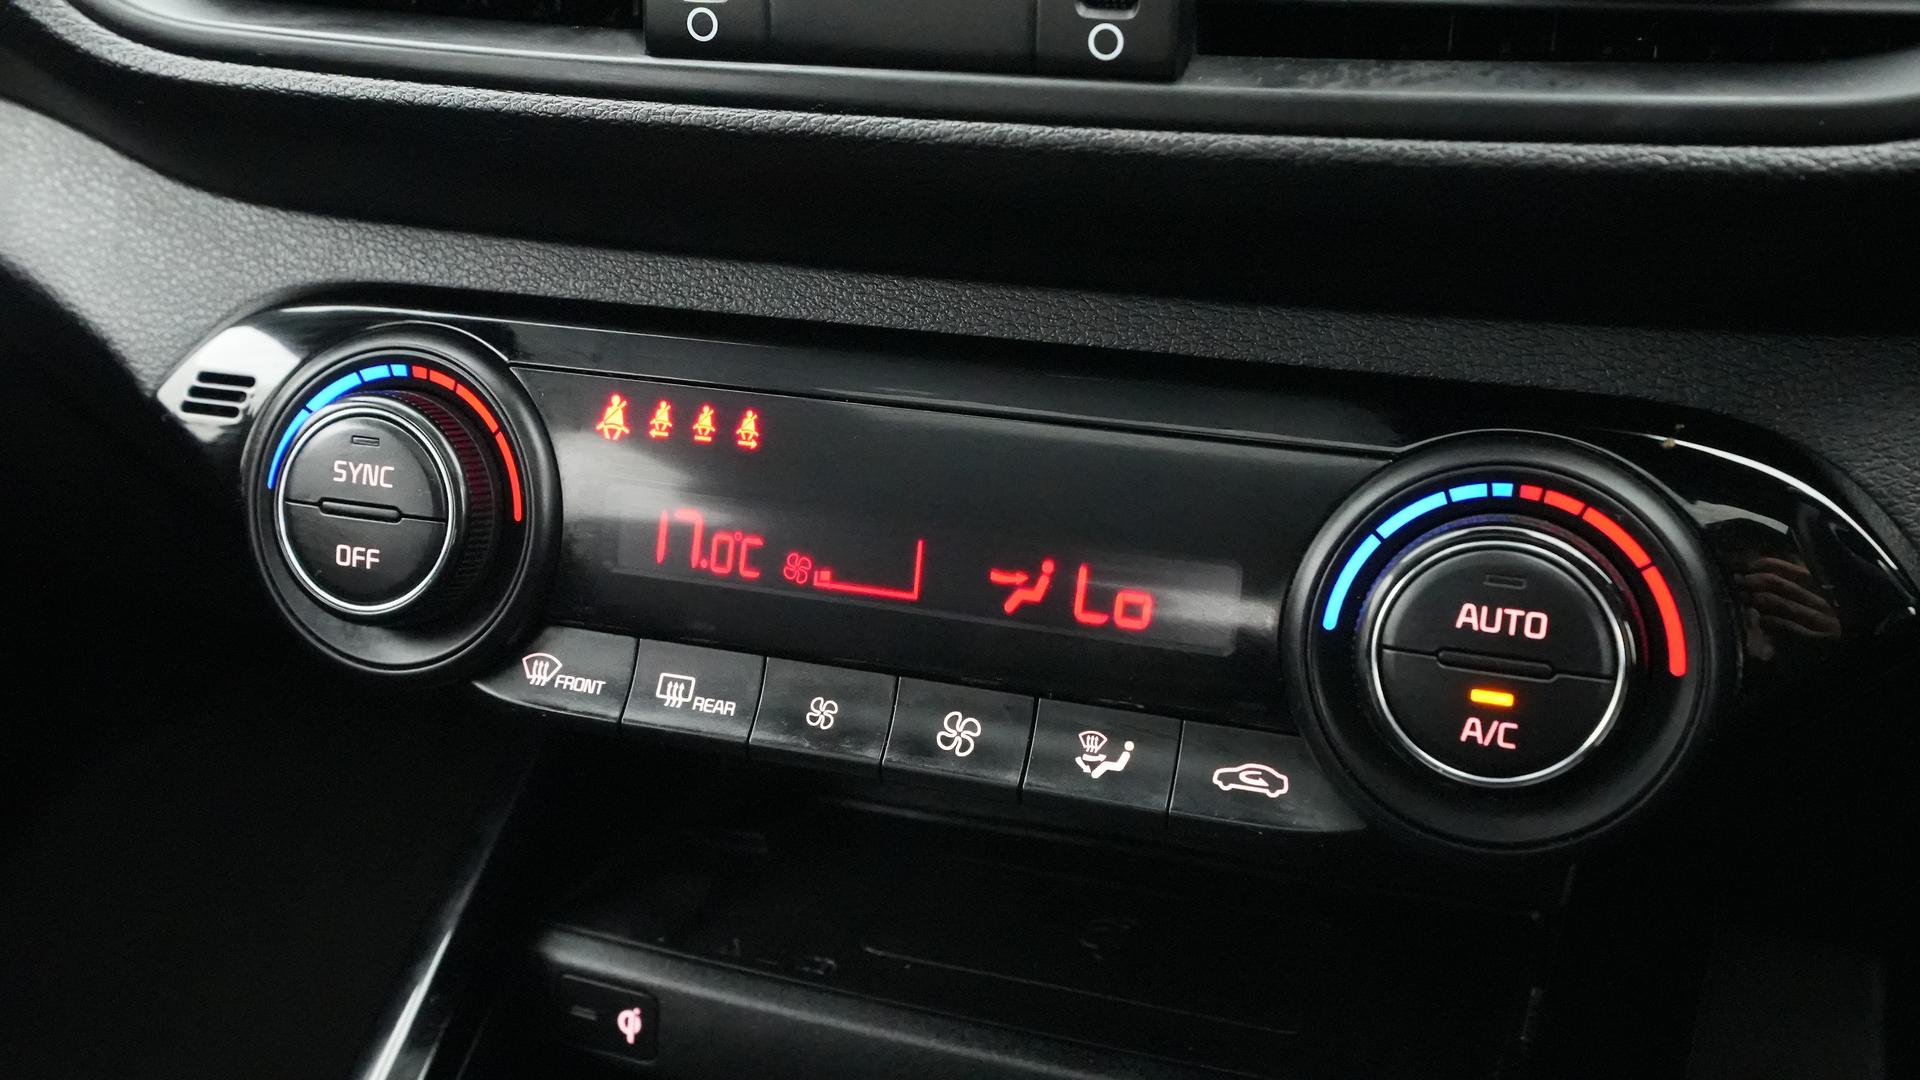 SYNC
OFF
17.0°C
Lo
AUTO
A/C
FRONT
REAR